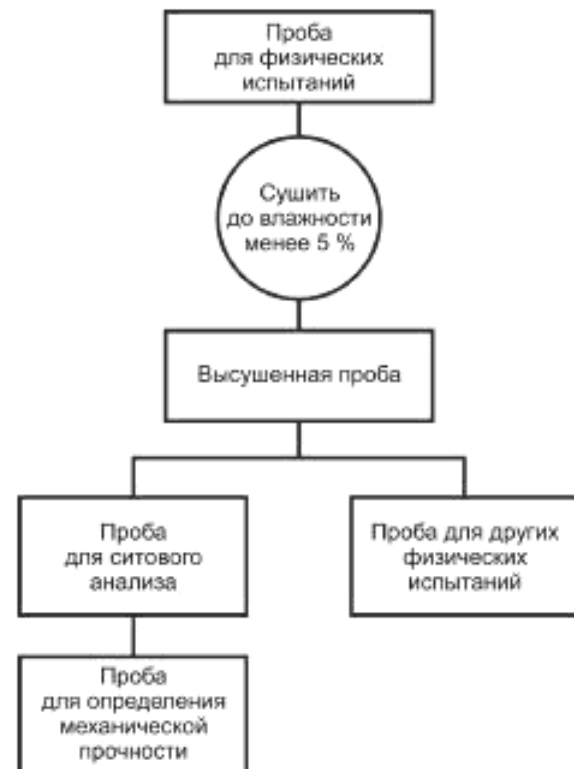 Проба
для физических
испытаний
Сушить
до влажности
менее 5 %
Высушенная проба
Проба
для ситового
анализа
Проба для других
физических
испытаний
Проба
для определения
механической
прочности